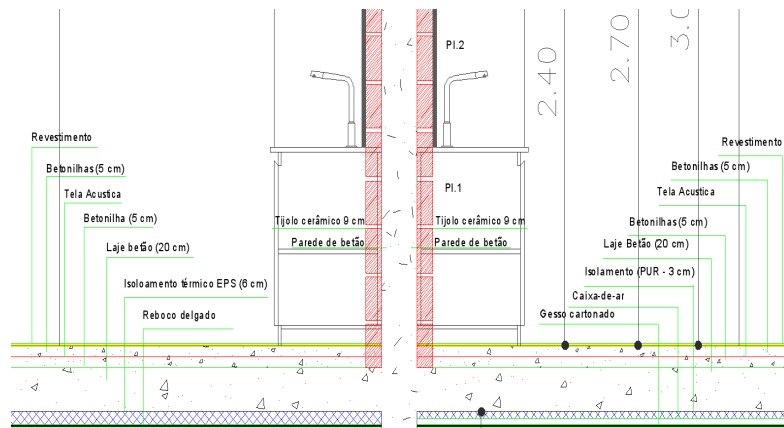 Pl.2
2.40
2.70
3.0
Revestimento
Betonilhas (5 cm)
Tela Acustica
Betonilha (5 cm)
Laje betão (20 cm)
Isoloamento térmico EPS (6 cm)
Reboco delgado
Pl.1
Tijolo cerâmico 9 cm
Parede de betão
Tijolo cerâmico 9 cm
Parede de betão
Revestimento
Betonilhas (5 cm)
Tela Acustica
Betonilhas (5 cm)
Laje Betão (20 cm)
Isolamento (PUR - 3 cm)
Caixa-de-ar
Gesso cartonado